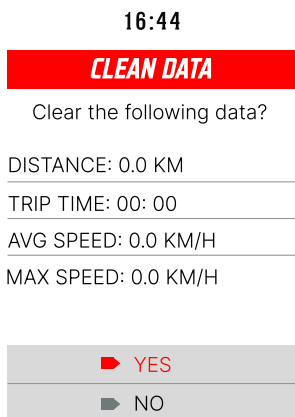 16:44
CLEAN DATA
Clear the following data?
DISTANCE: 0.0 KM
TRIP TIME: 00: 00
AVG SPEED: 0.0 KM/H
MAX SPEED: 0.0 KM/H
YES
NO